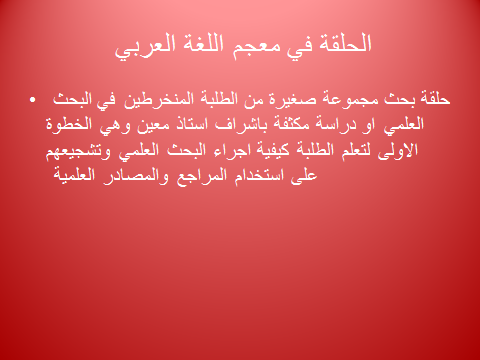 الحلقة في معجم اللغة العربي
• حلقة بحث مجموعة صغيرة من الطلبة المنخرطين في البحث
العلمي او دراسة مكثفة باشراف استاذ معين وهي الخطوة
الاولى لتعلم الطلبة كيفية اجراء البحث العلمي وتشجيعهم
على استخدام المراجع والمصادر العلمية